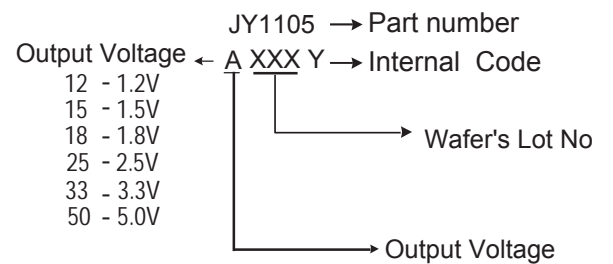 JY1105 → Part number
Output Voltage ← A XXX Y → Internal Code
12 - 1.2V
15 - 1.5V
18 - 1.8V
25 - 2.5V
33 - 3.3V
50 - 5.0V
Wafer's Lot No
Output Voltage